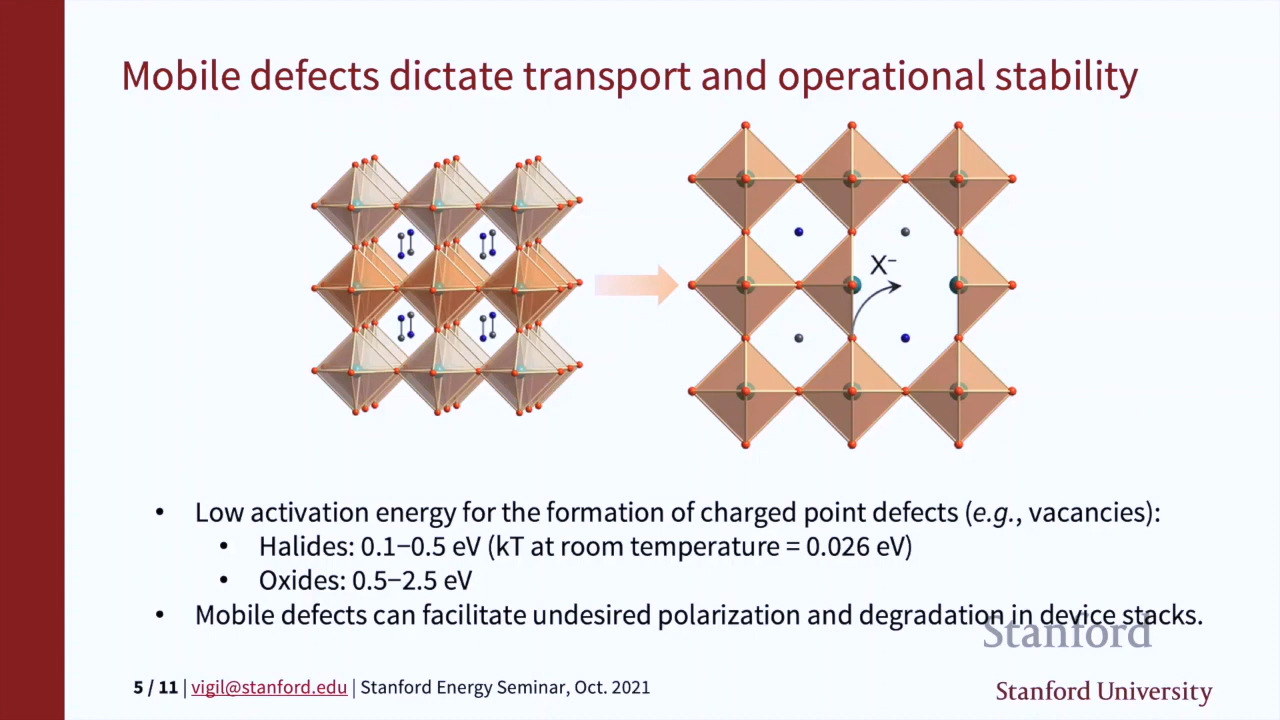 Mobile defects dictate transport and operational stability
X⁻
• Low activation energy for the formation of charged point defects (e.g., vacancies):
• Halides: 0.1−0.5 eV (kT at room temperature = 0.026 eV)
• Oxides: 0.5−2.5 eV
• Mobile defects can facilitate undesired polarization and degradation in device stacks.
Stanford
5 / 11 | vigil@stanford.edu | Stanford Energy Seminar, Oct. 2021
Stanford University